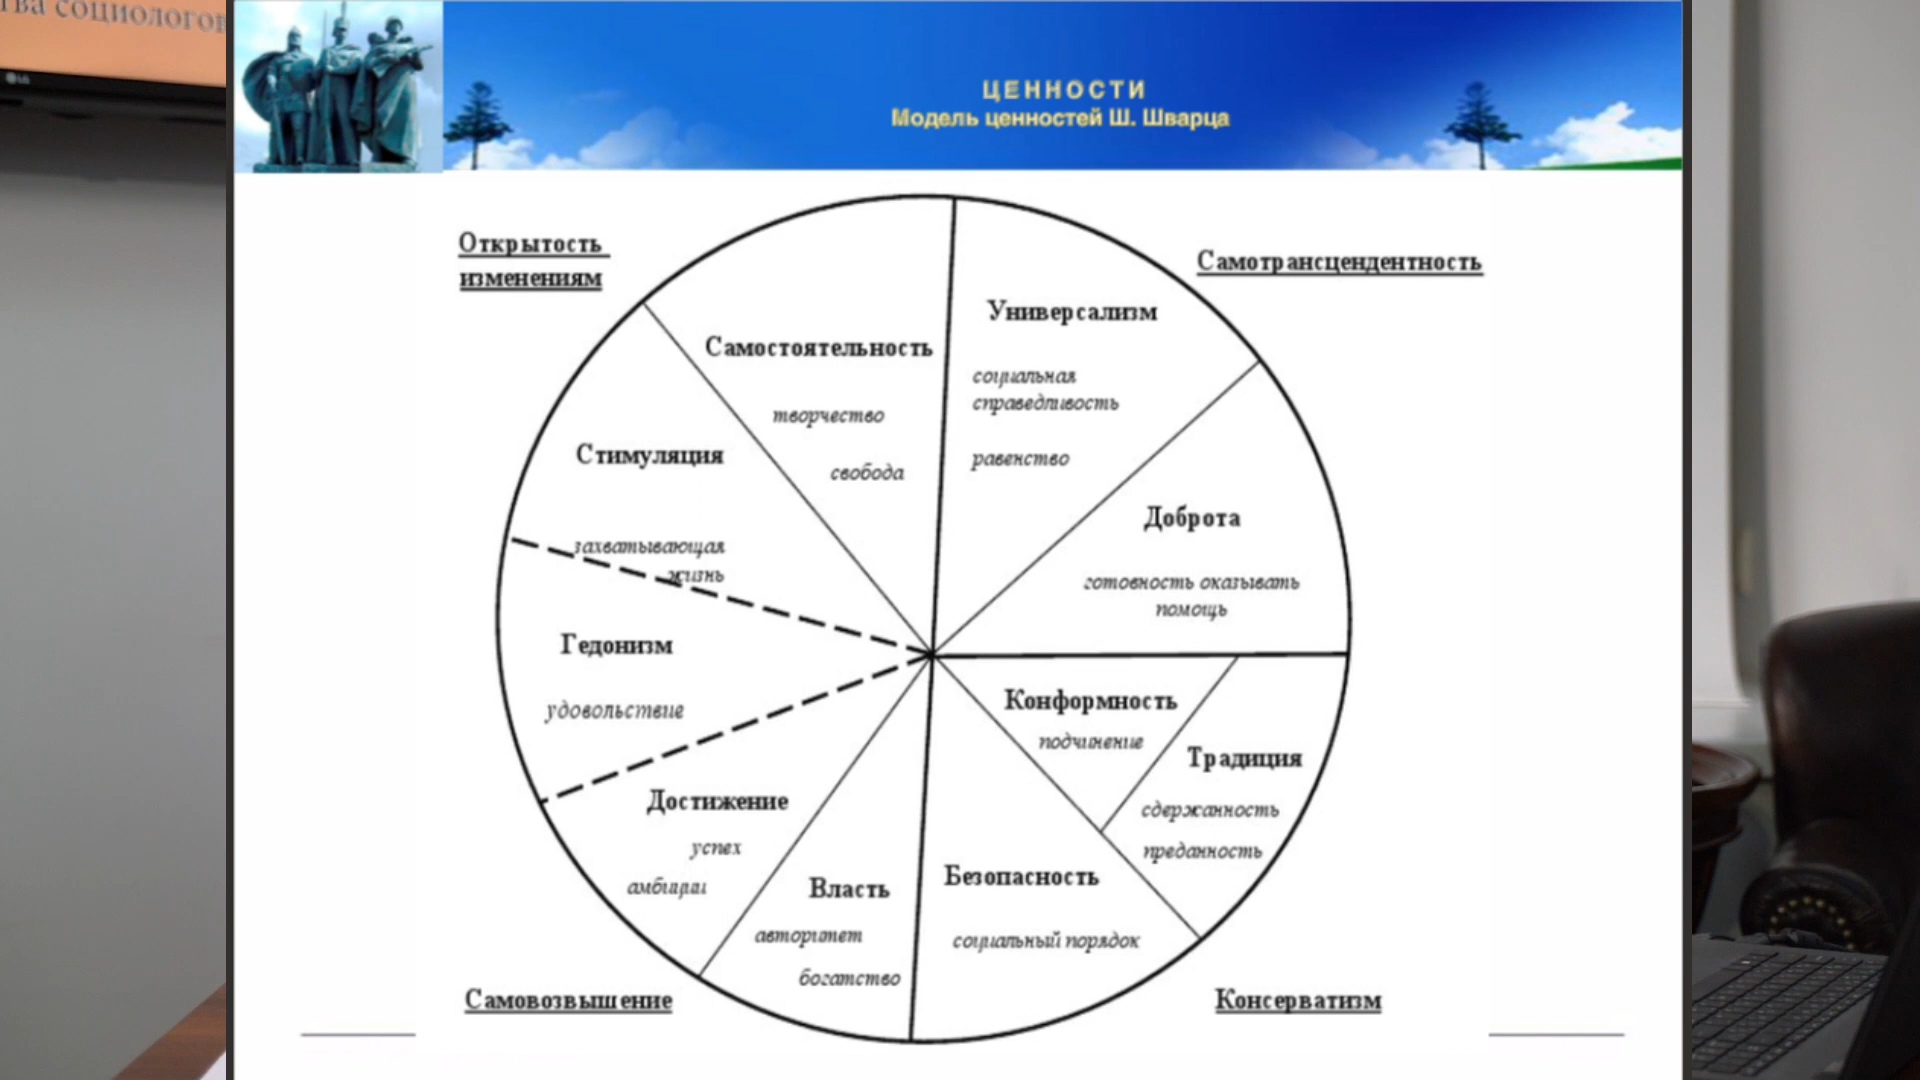 социологов
LG
ЦЕННОСТИ
Модель ценностей Ш. Шварца
Открытость
изменениям
Самотрансцендентность
Универсализм
социальная
справедливость
равенство
Самостоятельность
творчество
свобода
Стимуляция
захватывающая
жизнь
Доброта
готовность оказывать
помощь
Гедонизм
удовольствие
Конформность
подчинение
Традиция
сдержанность
преданность
Достижение
успех
амбиции
Власть
авторитет
богатство
Безопасность
социальный порядок
Самовозвышение
Консерватизм